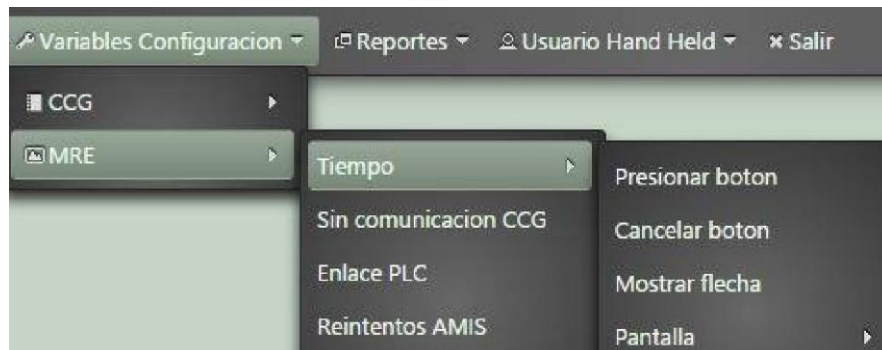 Variables Configuracion
Reportes
Usuario Hand Held
Salir
CCG
MRE
Tiempo
Sin comunicacion CCG
Enlace PLC
Reintentos AMIS
Presionar boton
Cancelar boton
Mostrar flecha
Pantalla